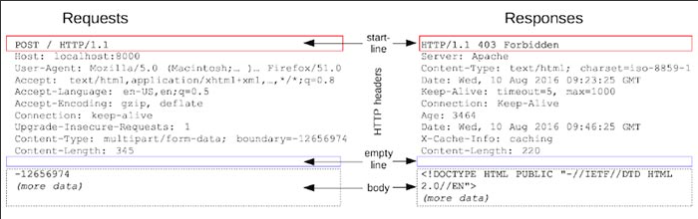 Requests
POST / HTTP/1.1
Host: localhost:8000
User-Agent: Mozilla/5.0 (Macintosh;… )… Firefox/51.0
Accept: text/html,application/xhtml+xml,…,*/*;q=0.8
Accept-Language: en-US,en;q=0.5
Accept-Encoding: gzip, deflate
Connection: keep-alive
Upgrade-Insecure-Requests: 1
Content-Type: multipart/form-data; boundary=-12656974
Content-Length: 345
-12656974
(more data)
start-
line
HTTP headers
empty
line
body
Responses
HTTP/1.1 403 Forbidden
Server: Apache
Content-Type: text/html; charset=iso-8859-1
Date: Wed, 10 Aug 2016 09:23:25 GMT
Keep-Alive: timeout=5, max=1000
Connection: Keep-Alive
Age: 3464
Date: Wed, 10 Aug 2016 09:46:25 GMT
X-Cache-Info: caching
Content-Length: 220
<!DOCTYPE HTML PUBLIC "-//IETF//DTD HTML
2.0//EN">
(more data)